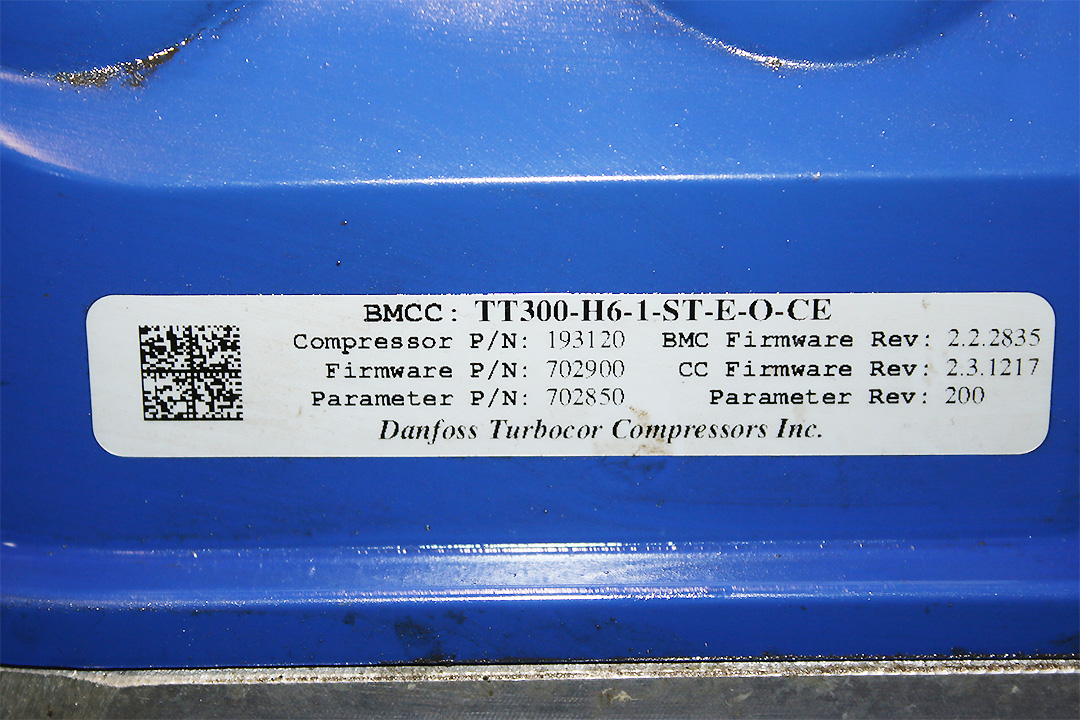 BMCC: TT300-H6-1-ST-E-O-CE
Compressor P/N: 193120 BMC Firmware Rev: 2.2.2835
Firmware P/N: 702900 CC Firmware Rev: 2.3.1217
Parameter P/N: 702850 Parameter Rev: 200
Danfoss Turbocor Compressors Inc.